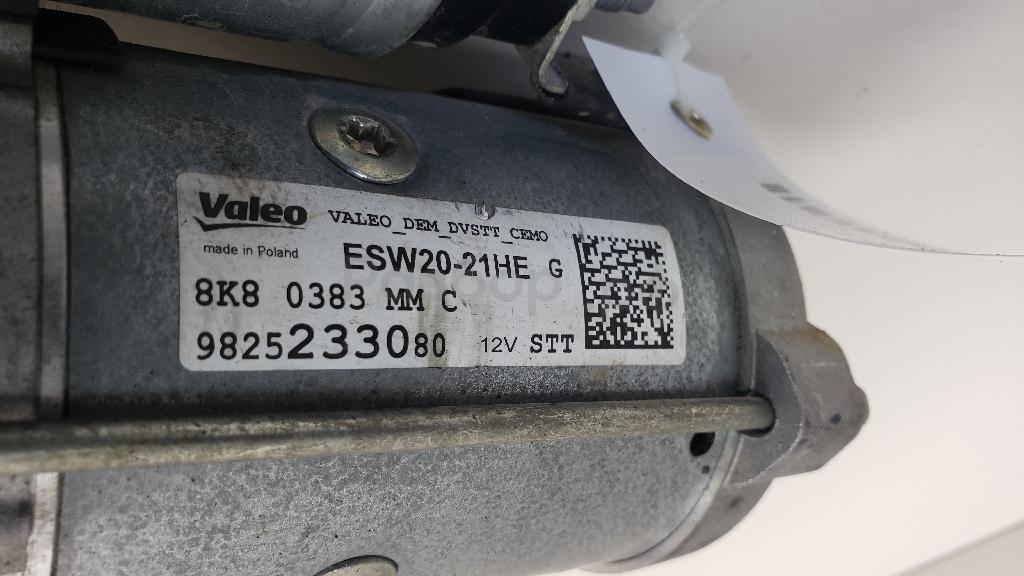 Valeo VALEO_DEM_DVSTT_CEMO
made in Poland ESW20-21HE G
8K8 0383 MM C
9825233080 12V STT